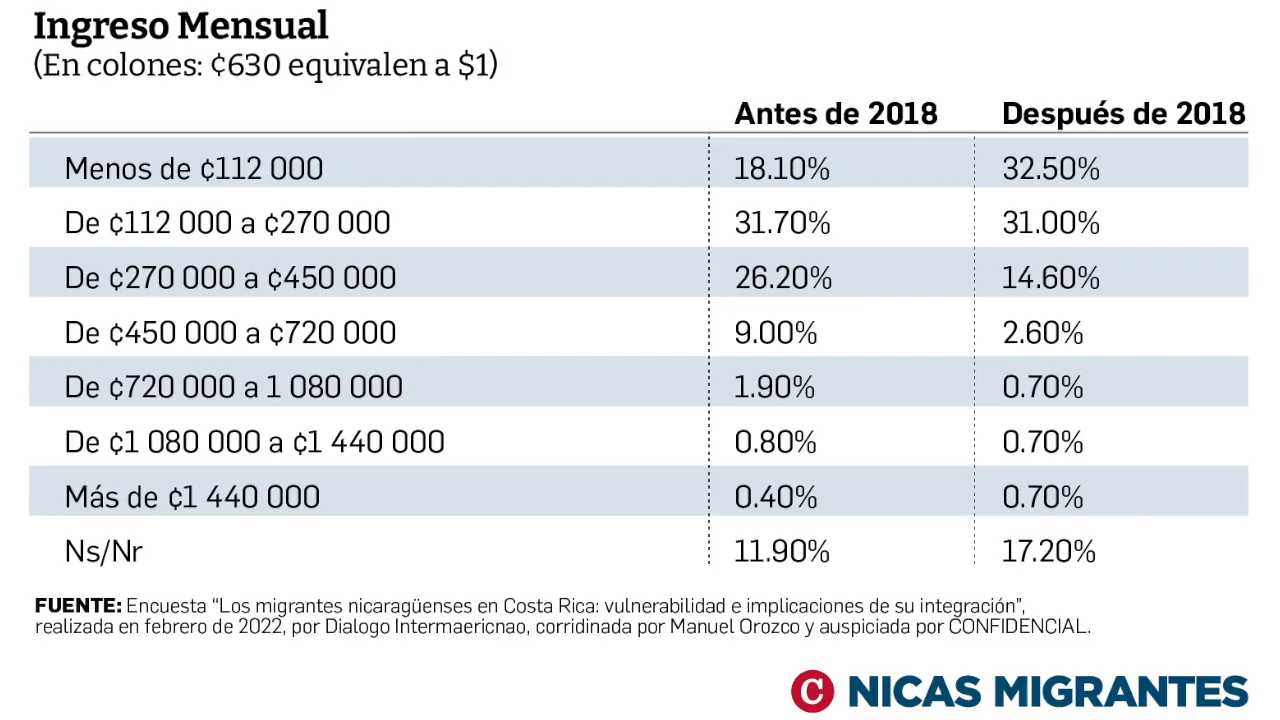 Ingreso Mensual
(En colones: ¢630 equivalen a $1)
Antes de 2018 Después de 2018
Menos de ¢112 000 18.10% 32.50%
De ¢112 000 a ¢270 000 31.70% 31.00%
De ¢270 000 a ¢450 000 26.20% 14.60%
De ¢450 000 a ¢720 000 9.00% 2.60%
De ¢720 000 a 1 080 000 1.90% 0.70%
De ¢1 080 000 a ¢1 440 000 0.80% 0.70%
Más de ¢1 440 000 0.40% 0.70%
Ns/Nr 11.90% 17.20%
FUENTE: Encuesta “Los migrantes nicaragüenses en Costa Rica: vulnerabilidad e implicaciones de su integración”,
realizada en febrero de 2022, por Dialogo Intermaericnao, corridinada por Manuel Orozco y auspiciada por CONFIDENCIAL.
C NICAS MIGRANTES